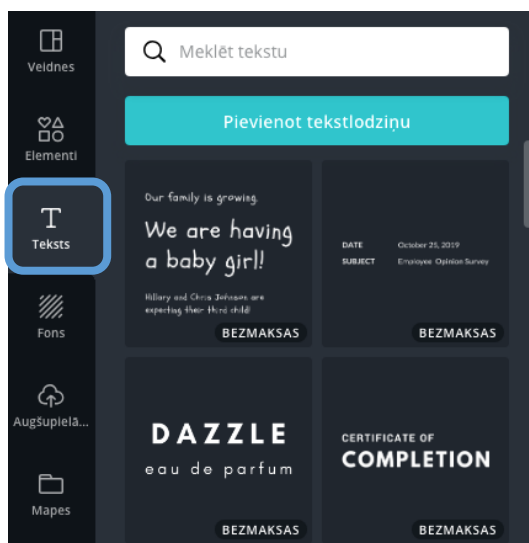 Veidnes
Elementi
Teksts
Fons
Augšupielā...
Mapes
Meklēt tekstu
Pievienot tekstlodziņu
Our family is growing.
We are having
a baby girl!
Hillary and Chris Johnson are
expecting their third child!
BEZMAKSAS
DATE October 25, 2019
SUBJECT Employee Opinion Survey
BEZMAKSAS
DAZZLE
eau de parfum
BEZMAKSAS
CERTIFICATE OF
COMPLETION
BEZMAKSAS